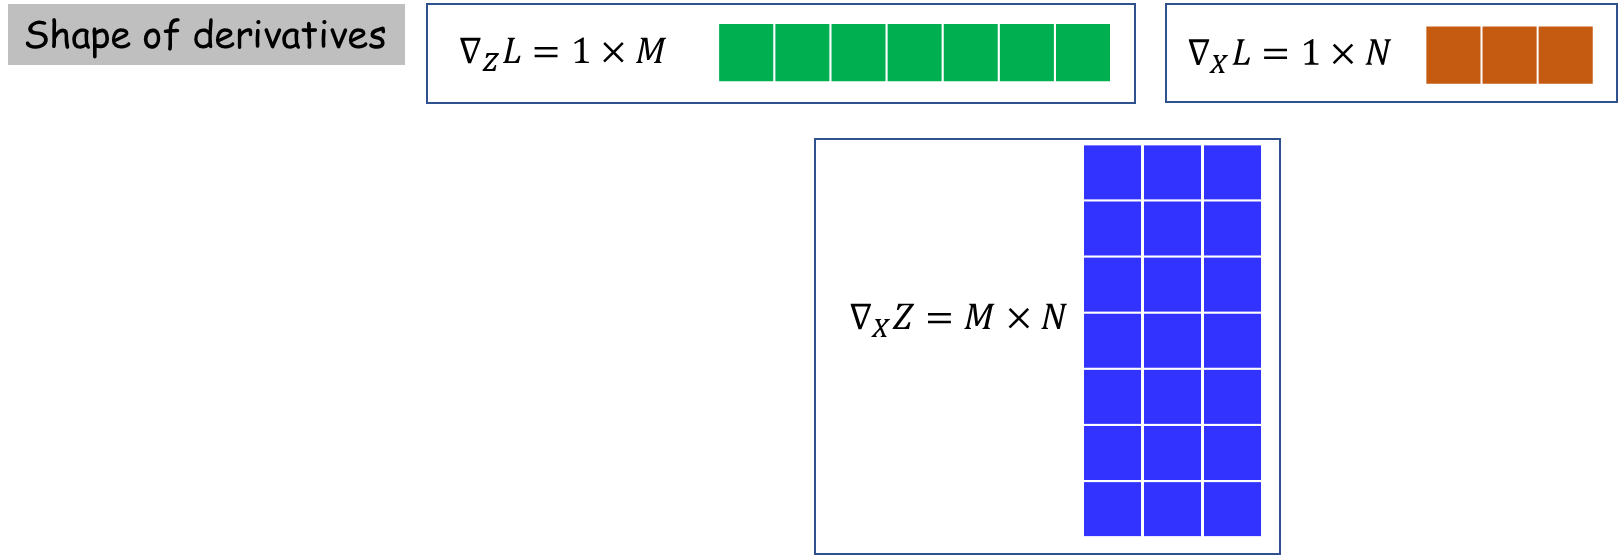 Shape of derivatives
∇_Z L = 1 × M
∇_X L = 1 × N
∇_X Z = M × N